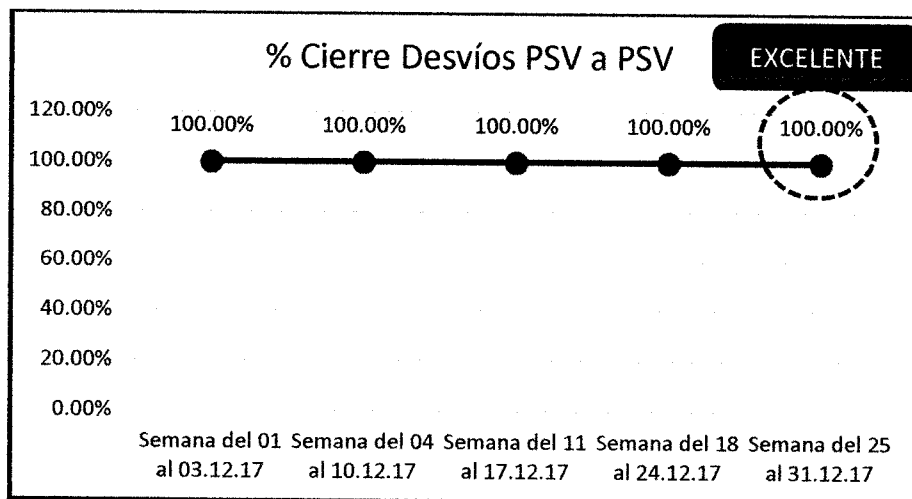 % Cierre Desvíos PSV a PSV
EXCELENTE
120.00%
100.00%
80.00%
60.00%
40.00%
20.00%
0.00%
100.00% 100.00% 100.00% 100.00% 100.00%
Semana del 01 Semana del 04 Semana del 11 Semana del 18 Semana del 25
al 03.12.17 al 10.12.17 al 17.12.17 al 24.12.17 al 31.12.17